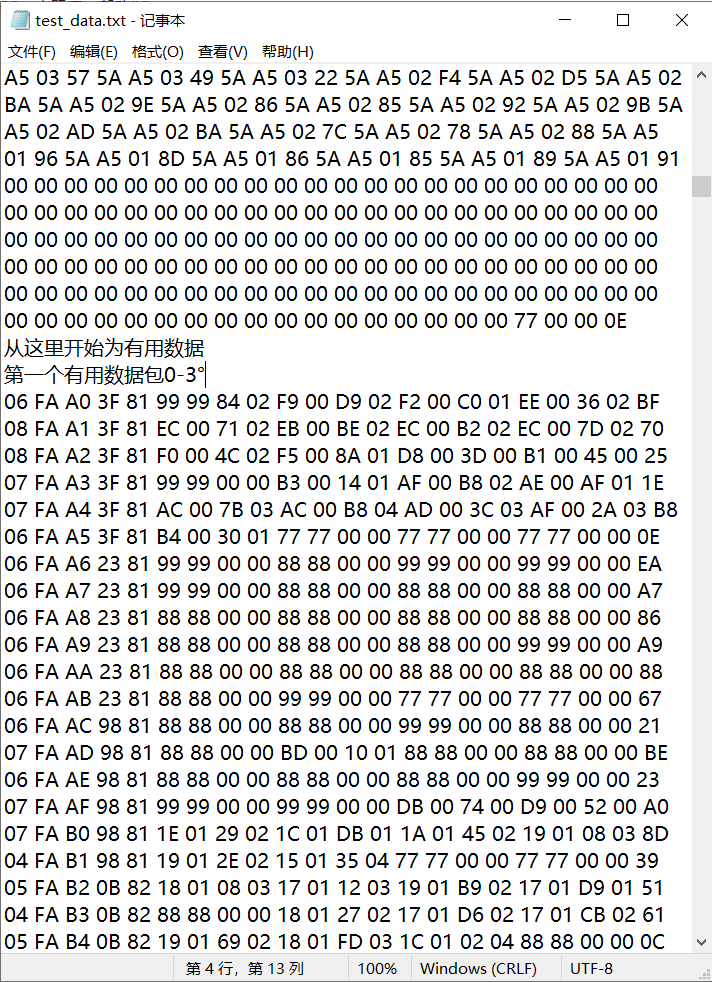 test_data.txt - 记事本
文件(F) 编辑(E) 格式(O) 查看(V) 帮助(H)
A5 03 57 5A A5 03 49 5A A5 03 22 5A A5 02 F4 5A A5 02 D5 5A A5 02
BA 5A A5 02 9E 5A A5 02 86 5A A5 02 85 5A A5 02 92 5A A5 02 9B 5A
A5 02 AD 5A A5 02 BA 5A A5 02 7C 5A A5 02 78 5A A5 02 88 5A A5
01 96 5A A5 01 8D 5A A5 01 86 5A A5 01 85 5A A5 01 89 5A A5 01 91
00 00 00 00 00 00 00 00 00 00 00 00 00 00 00 00 00 00 00 00 00 00
00 00 00 00 00 00 00 00 00 00 00 00 00 00 00 00 00 00 00 00 00 00
00 00 00 00 00 00 00 00 00 00 00 00 00 00 00 00 00 00 00 00 00 00
00 00 00 00 00 00 00 00 00 00 00 00 00 00 00 00 00 00 00 00 00 00
00 00 00 00 00 00 00 00 00 00 00 00 00 00 00 00 00 00 00 00 00 00
00 00 00 00 00 00 00 00 00 00 00 00 00 00 00 00 00 77 00 00 0E
从这里开始为有用数据
第一个有用数据包0-3°
06 FA A0 3F 81 99 99 84 02 F9 00 D9 02 F2 00 C0 01 EE 00 36 02 BF
08 FA A1 3F 81 EC 00 71 02 EB 00 BE 02 EC 00 B2 02 EC 00 7D 02 70
08 FA A2 3F 81 F0 00 4C 02 F5 00 8A 01 D8 00 3D 00 B1 00 45 00 25
07 FA A3 3F 81 99 99 00 00 B3 00 14 01 AF 00 B8 02 AE 00 AF 01 1E
07 FA A4 3F 81 AC 00 7B 03 AC 00 B8 04 AD 00 3C 03 AF 00 2A 03 B8
06 FA A5 3F 81 B4 00 30 01 77 77 00 00 77 77 00 00 77 77 00 00 0E
06 FA A6 23 81 99 99 00 00 88 88 00 00 99 99 00 00 99 99 00 00 EA
06 FA A7 23 81 99 99 00 00 88 88 00 00 88 88 00 00 88 88 00 00 A7
06 FA A8 23 81 88 88 00 00 88 88 00 00 88 88 00 00 88 88 00 00 86
06 FA A9 23 81 88 88 00 00 88 88 00 00 88 88 00 00 99 99 00 00 A9
06 FA AA 23 81 88 88 00 00 88 88 00 00 88 88 00 00 88 88 00 00 88
06 FA AB 23 81 88 88 00 00 99 99 00 00 77 77 00 00 77 77 00 00 67
06 FA AC 98 81 88 88 00 00 88 88 00 00 99 99 00 00 88 88 00 00 21
07 FA AD 98 81 88 88 00 00 BD 00 10 01 88 88 00 00 88 88 00 00 BE
06 FA AE 98 81 88 88 00 00 88 88 00 00 88 88 00 00 99 99 00 00 23
07 FA AF 98 81 99 99 00 00 99 99 00 00 DB 00 74 00 D9 00 52 00 A0
07 FA B0 98 81 1E 01 29 02 1C 01 DB 01 1A 01 45 02 19 01 08 03 8D
04 FA B1 98 81 19 01 2E 02 15 01 35 04 77 77 00 00 77 77 00 00 39
05 FA B2 0B 82 18 01 08 03 17 01 12 03 19 01 B9 02 17 01 D9 01 51
04 FA B3 0B 82 88 88 00 00 18 01 27 02 17 01 D6 02 17 01 CB 02 61
05 FA B4 0B 82 19 01 69 02 18 01 FD 03 1C 01 02 04 88 88 00 00 0C
第 4 行，第 13 列 100% Windows (CRLF) UTF-8